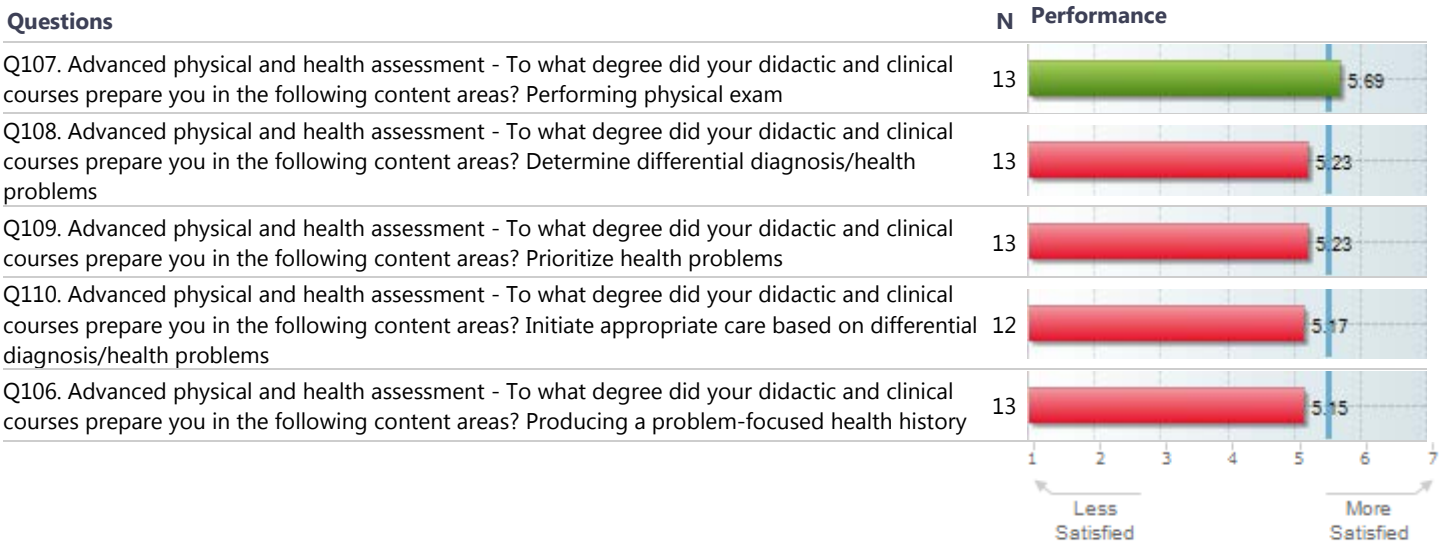 Questions N Performance
Q107. Advanced physical and health assessment - To what degree did your didactic and clinical
courses prepare you in the following content areas? Performing physical exam
13
5.69
Q108. Advanced physical and health assessment - To what degree did your didactic and clinical
courses prepare you in the following content areas? Determine differential diagnosis/health
problems
13
5.23
Q109. Advanced physical and health assessment - To what degree did your didactic and clinical
courses prepare you in the following content areas? Prioritize health problems
13
5.23
Q110. Advanced physical and health assessment - To what degree did your didactic and clinical
courses prepare you in the following content areas? Initiate appropriate care based on differential
diagnosis/health problems
12
5.17
Q106. Advanced physical and health assessment - To what degree did your didactic and clinical
courses prepare you in the following content areas? Producing a problem-focused health history
13
5.15
1 2 3 4 5 6 7
Less
Satisfied
More
Satisfied